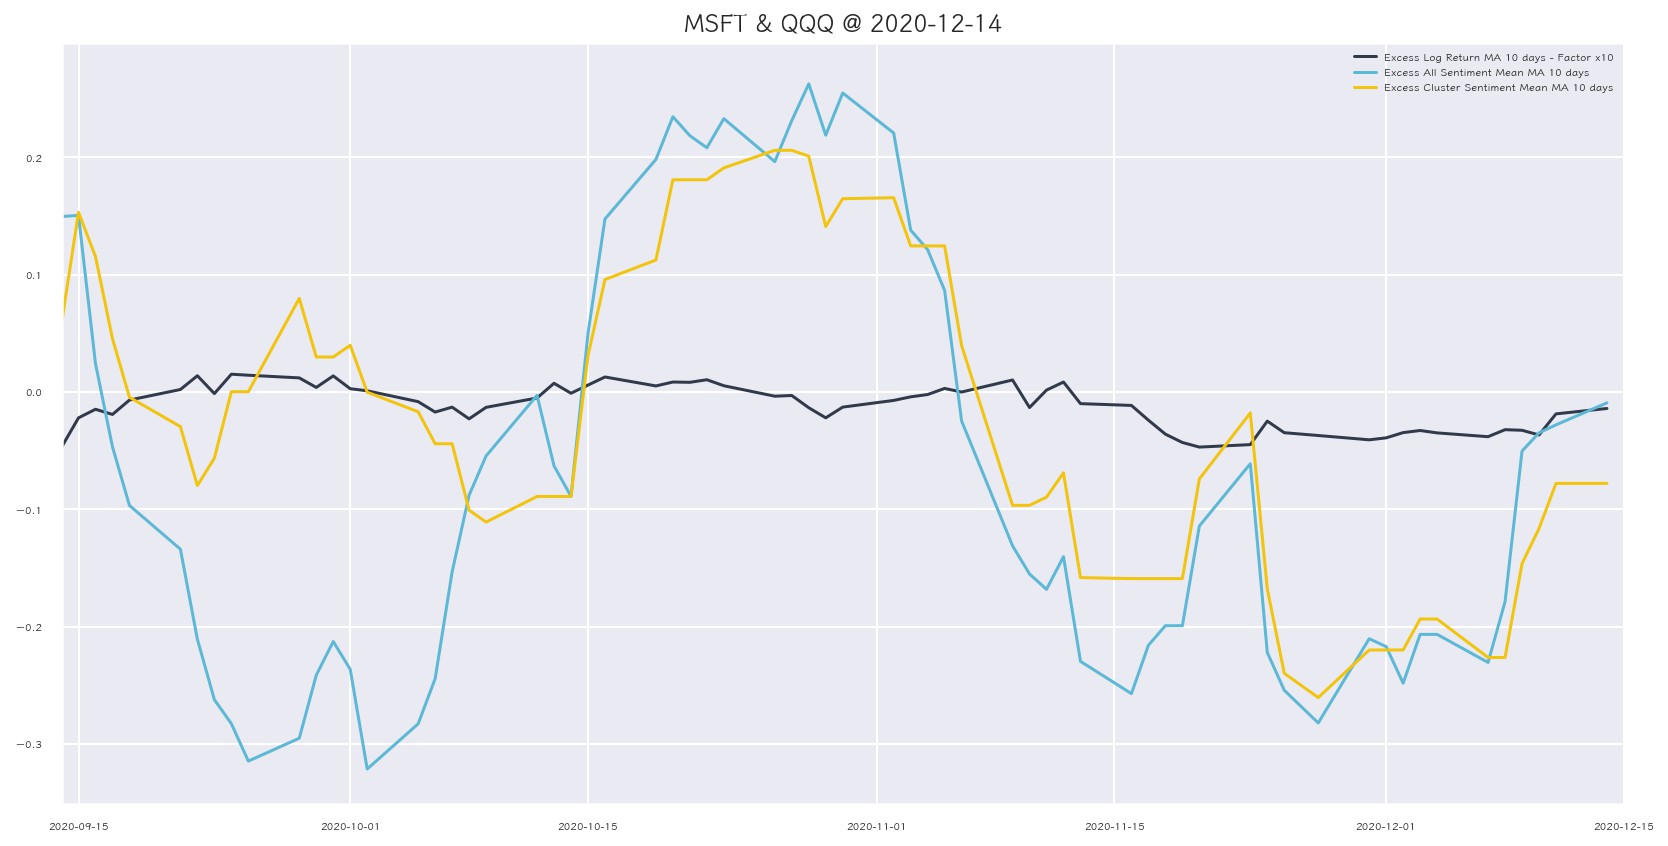 MSFT & QQQ @ 2020-12-14
Excess Log Return MA 10 days - Factor x10
Excess All Sentiment Mean MA 10 days
Excess Cluster Sentiment Mean MA 10 days
0.2
0.1
0.0
−0.1
−0.2
−0.3
2020-09-15 2020-10-01 2020-10-15 2020-11-01 2020-11-15 2020-12-01 2020-12-15